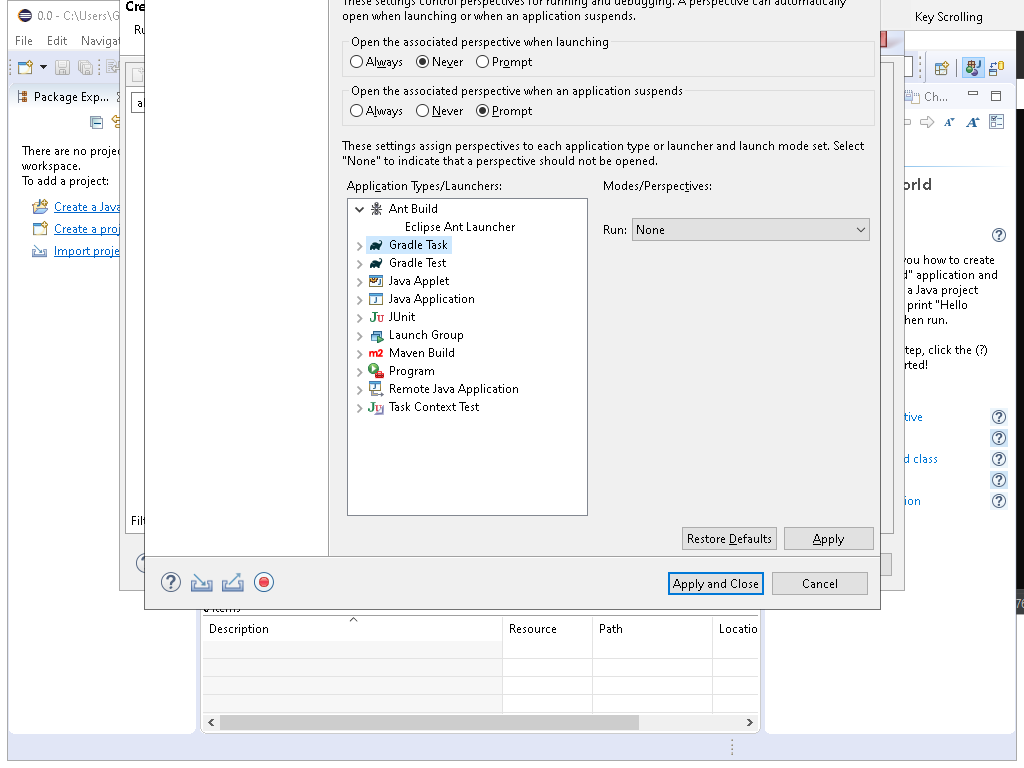 These settings control perspectives for running and debugging. A perspective can automatically
open when launching or when an application suspends.
Key Scrolling
0.0 - C:\Users\G
Cre
File Edit Navigat
Ru
Open the associated perspective when launching
Always Never Prompt
Open the associated perspective when an application suspends
Always Never Prompt
Package Exp...
Ch...
These settings assign perspectives to each application type or launcher and launch mode set. Select
"None" to indicate that a perspective should not be opened.
There are no proje
workspace.
To add a project:
Create a Java
Create a proj
Import proje
Application Types/Launchers:
Modes/Perspectives:
Ant Build
Eclipse Ant Launcher
Gradle Task
Gradle Test
Java Applet
Java Application
JUnit
Launch Group
Maven Build
Program
Remote Java Application
Task Context Test
Run: None
orld
you how to create
d" application and
a Java project
print "Hello
hen run.
tep, click the (?)
rted!
tive
d class
ion
Filt
Restore Defaults Apply
Apply and Close Cancel
Description Resource Path Locatio